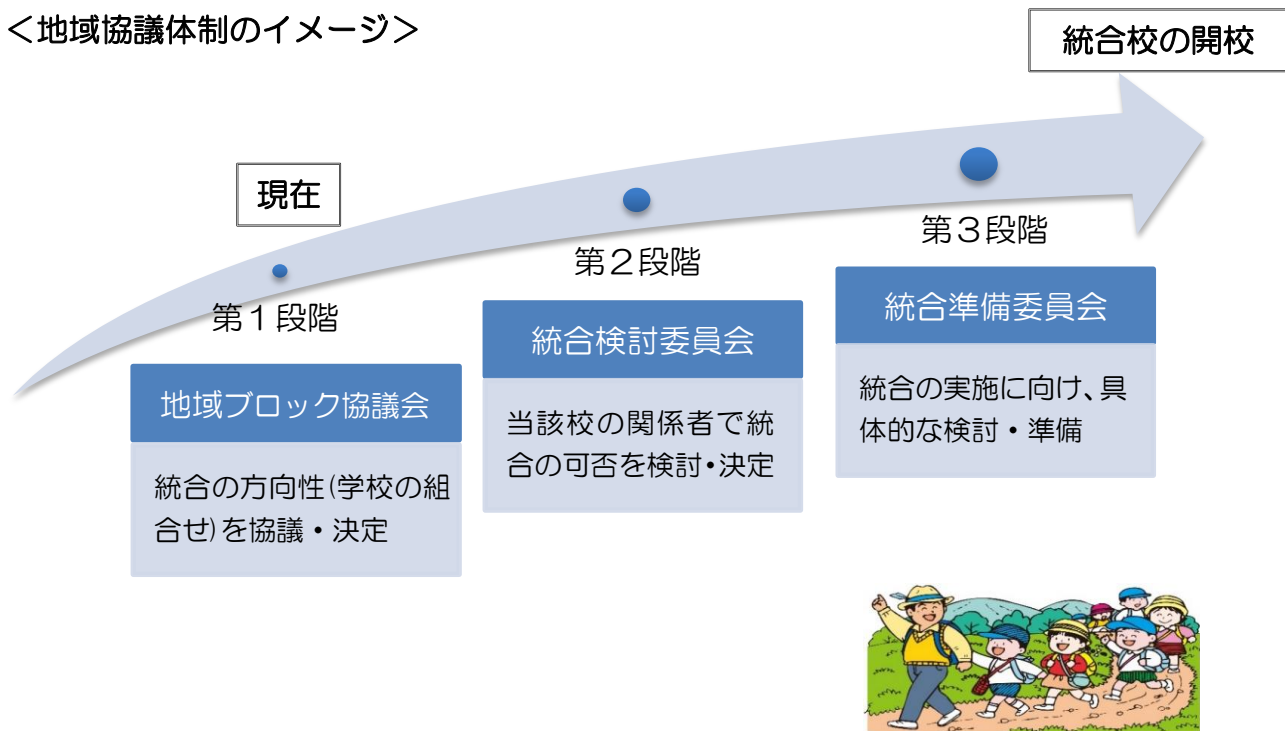 ＜地域協議体制のイメージ＞
統合校の開校
現在
第１段階
第２段階
第３段階
地域ブロック協議会
統合の方向性(学校の組
合せ)を協議・決定
統合検討委員会
当該校の関係者で統
合の可否を検討・決定
統合準備委員会
統合の実施に向け、具
体的な検討・準備